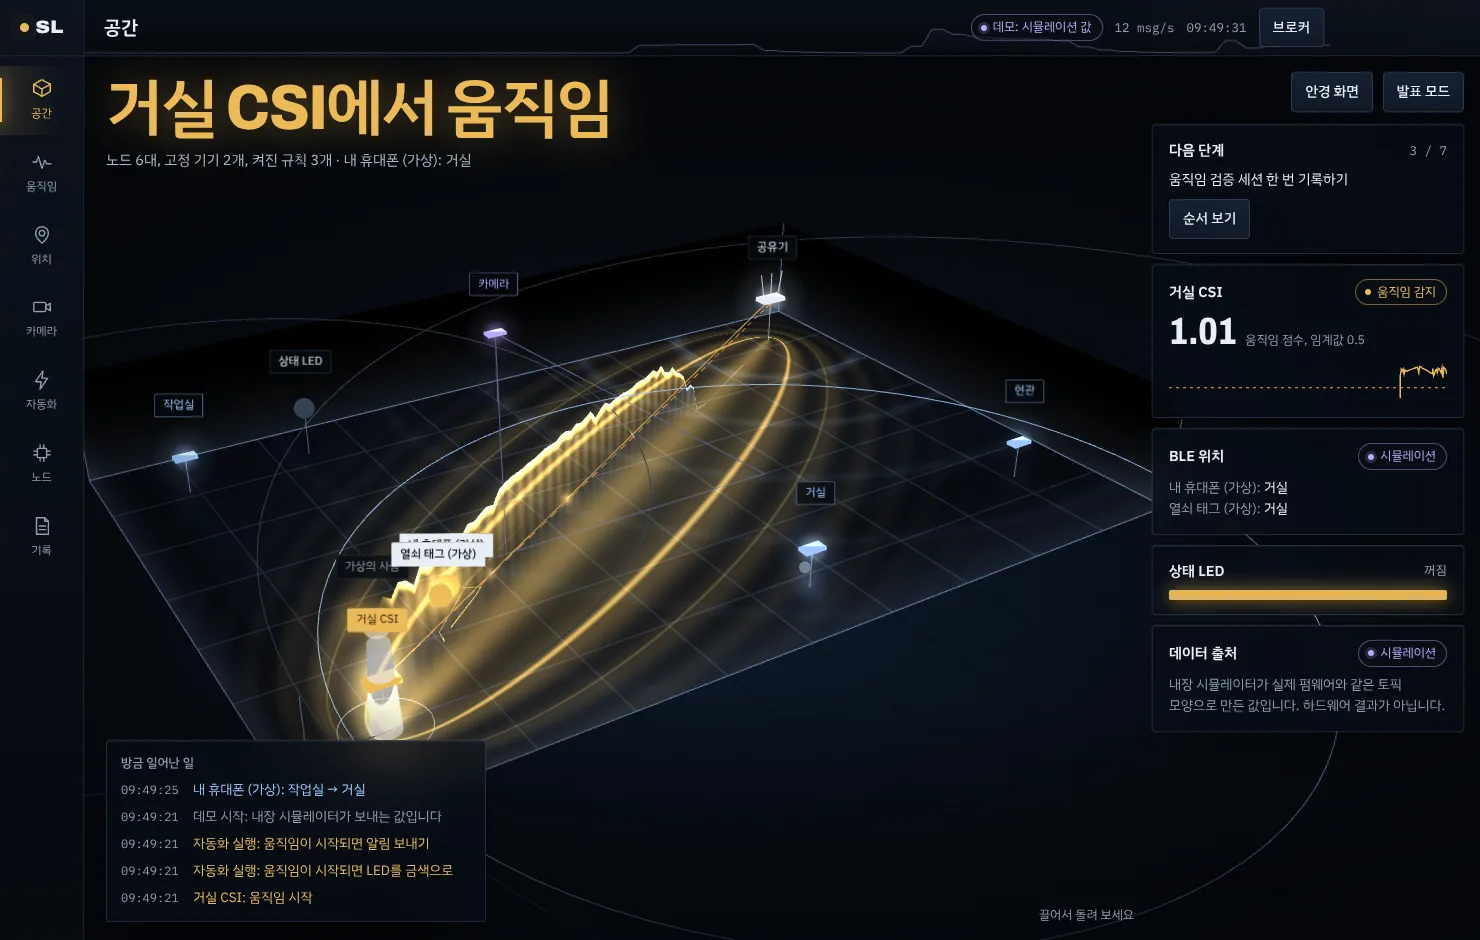 SL
공간
데모: 시뮬레이션 값
12 msg/s
09:49:31
브로커
공간
움직임
위치
카메라
자동화
노드
기록
거실 CSI에서 움직임
노드 6대, 고정 기기 2개, 켜진 규칙 3개 · 내 휴대폰 (가상): 거실
안경 화면
발표 모드
다음 단계
3 / 7
움직임 검증 세션 한 번 기록하기
순서 보기
거실 CSI
움직임 감지
1.01 움직임 점수, 임계값 0.5
BLE 위치
시뮬레이션
내 휴대폰 (가상): 거실
열쇠 태그 (가상): 거실
상태 LED
꺼짐
데이터 출처
시뮬레이션
내장 시뮬레이터가 실제 펌웨어와 같은 토픽
모양으로 만든 값입니다. 하드웨어 결과가 아닙니다.
공유기
카메라
상태 LED
작업실
현관
거실
열쇠 태그 (가상)
가상의
거실 CSI
방금 일어난 일
09:49:25 내 휴대폰 (가상): 작업실 → 거실
09:49:21 데모 시작: 내장 시뮬레이터가 보내는 값입니다
09:49:21 자동화 실행: 움직임이 시작되면 알림 보내기
09:49:21 자동화 실행: 움직임이 시작되면 LED를 금색으로
09:49:21 거실 CSI: 움직임 시작
끌어서 돌려 보세요